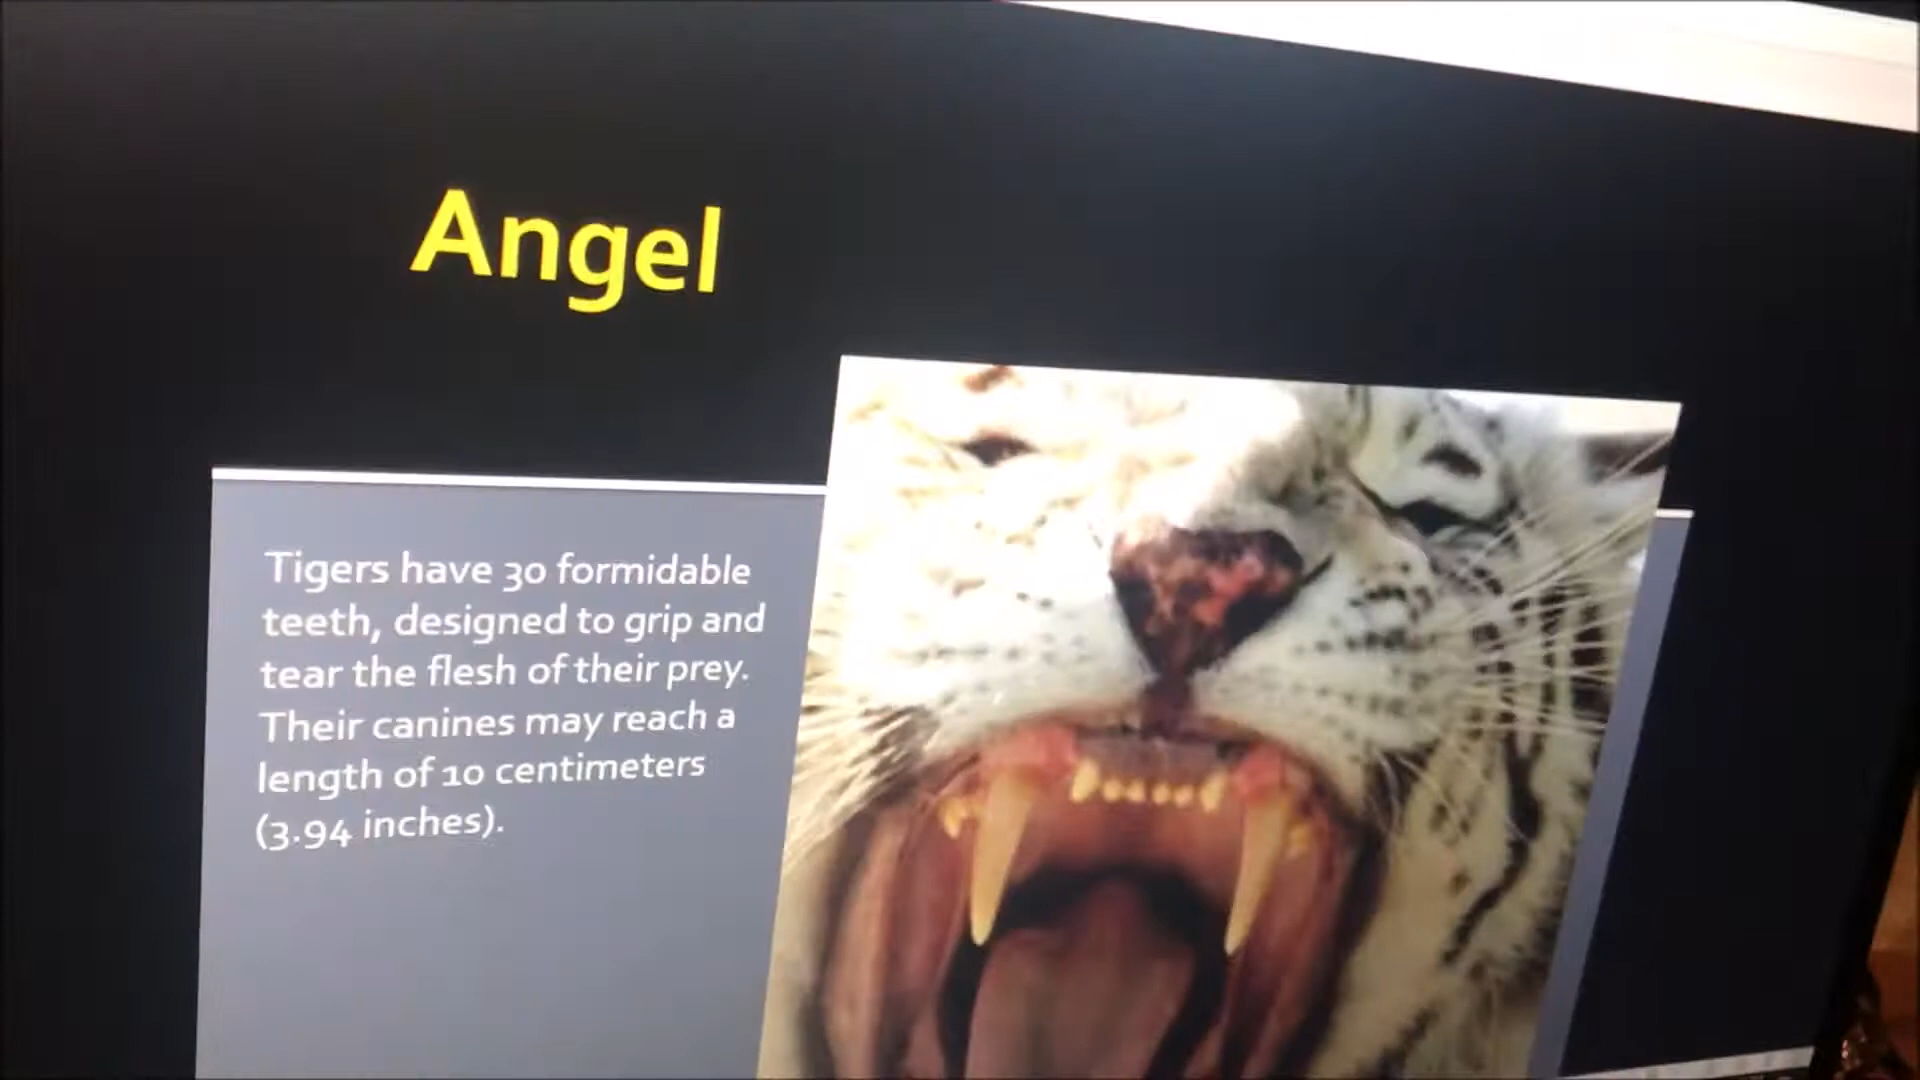 Angel
Tigers have 30 formidable
teeth, designed to grip and
tear the flesh of their prey.
Their canines may reach a
length of 10 centimeters
(3.94 inches).